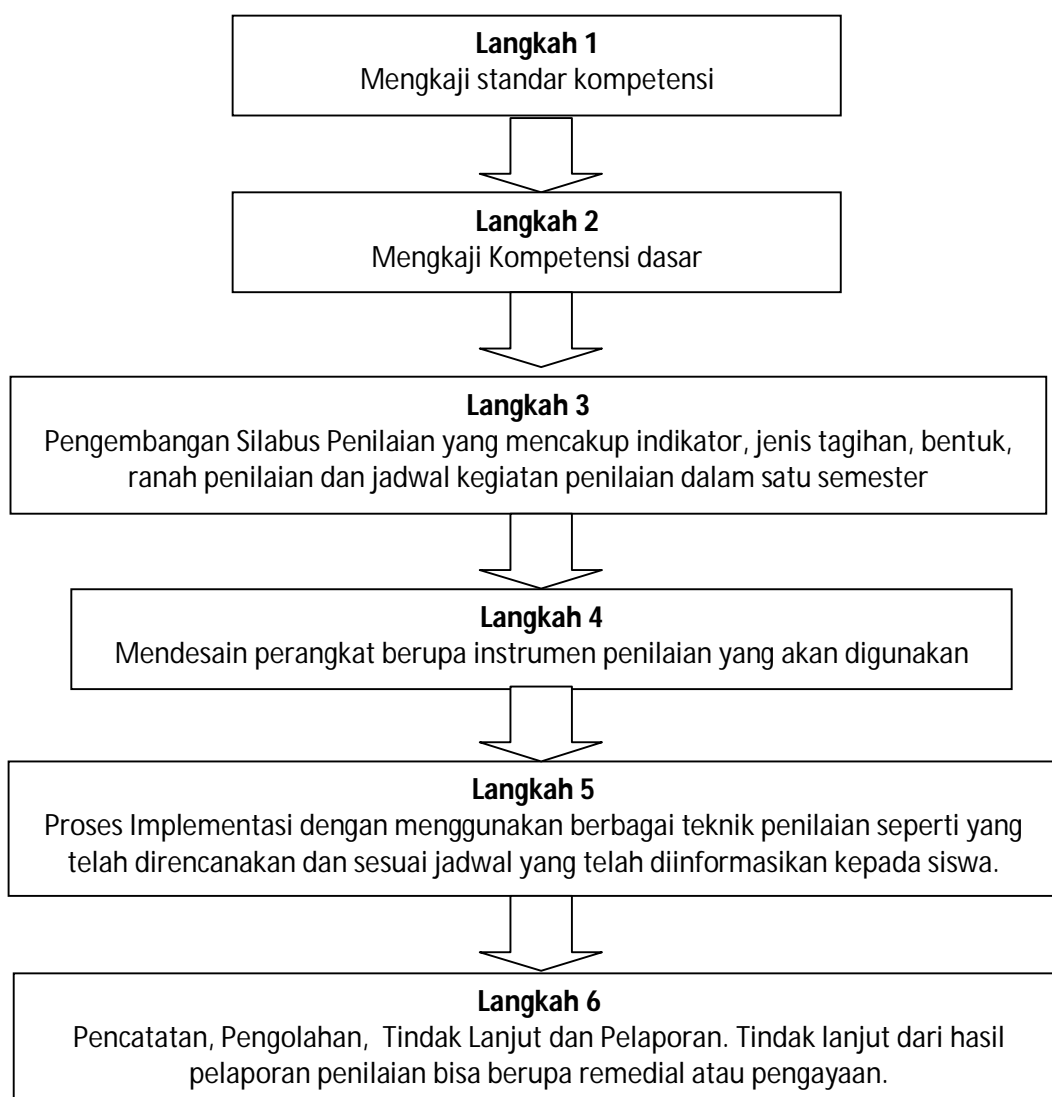 Langkah 1
Mengkaji standar kompetensi
Langkah 2
Mengkaji Kompetensi dasar
Langkah 3
Pengembangan Silabus Penilaian yang mencakup indikator, jenis tagihan, bentuk,
ranah penilaian dan jadwal kegiatan penilaian dalam satu semester
Langkah 4
Mendesain perangkat berupa instrumen penilaian yang akan digunakan
Langkah 5
Proses Implementasi dengan menggunakan berbagai teknik penilaian seperti yang
telah direncanakan dan sesuai jadwal yang telah diinformasikan kepada siswa.
Langkah 6
Pencatatan, Pengolahan, Tindak Lanjut dan Pelaporan. Tindak lanjut dari hasil
pelaporan penilaian bisa berupa remedial atau pengayaan.